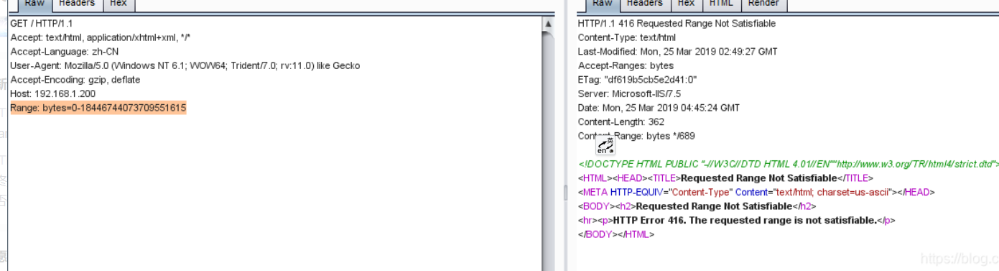 Raw Headers Hex
GET / HTTP/1.1
Accept: text/html, application/xhtml+xml, */*
Accept-Language: zh-CN
User-Agent: Mozilla/5.0 (Windows NT 6.1; WOW64; Trident/7.0; rv:11.0) like Gecko
Accept-Encoding: gzip, deflate
Host: 192.168.1.200
Range: bytes=0-18446744073709551615
Raw Headers Hex HTML Render
HTTP/1.1 416 Requested Range Not Satisfiable
Content-Type: text/html
Last-Modified: Mon, 25 Mar 2019 02:49:27 GMT
Accept-Ranges: bytes
ETag: "df619b5cb5e2d41:0"
Server: Microsoft-IIS/7.5
Date: Mon, 25 Mar 2019 04:45:24 GMT
Content-Length: 362
Content-Range: bytes */689
英
en
<!DOCTYPE HTML PUBLIC "-//W3C//DTD HTML 4.01//EN""http://www.w3.org/TR/html4/strict.dtd">
<HTML><HEAD><TITLE>Requested Range Not Satisfiable</TITLE>
<META HTTP-EQUIV="Content-Type" Content="text/html; charset=us-ascii"></HEAD>
<BODY><h2>Requested Range Not Satisfiable</h2>
<hr><p>HTTP Error 416. The requested range is not satisfiable.</p>
</BODY></HTML>
https://blog.c